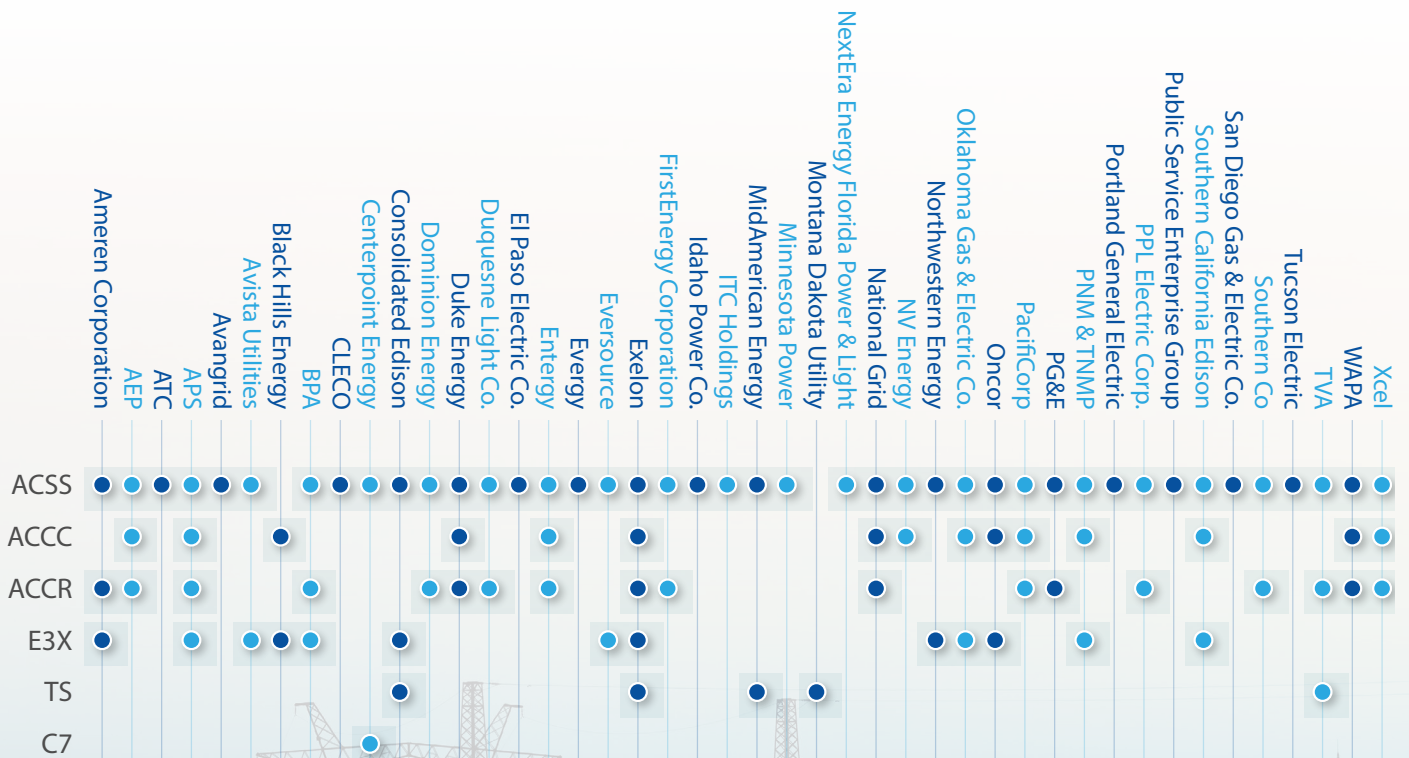 Ameren Corporation
AEP
ATC
APS
Avangrid
Avista Utilities
Black Hills Energy
BPA
CLECO
Centerpoint Energy
Consolidated Edison
Dominion Energy
Duke Energy
Duquesne Light Co.
El Paso Electric Co.
Entergy
Evergy
Eversource
Exelon
FirstEnergy Corporation
Idaho Power Co.
ITC Holdings
MidAmerican Energy
Minnesota Power
Montana Dakota Utility
NextEra Energy Florida Power & Light
National Grid
NV Energy
Northwestern Energy
Oklahoma Gas & Electric Co.
Oncor
PacifiCorp
PG&E
PNM & TNMP
Portland General Electric
PPL Electric Corp.
Public Service Enterprise Group
Southern California Edison
San Diego Gas & Electric Co.
Southern Co
Tucson Electric
TVA
WAPA
Xcel
ACSS
ACCC
ACCR
E3X
TS
C7